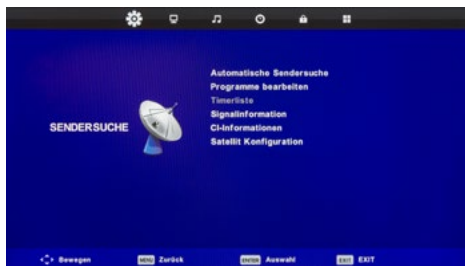 Automatische Sendersuche
Programme bearbeiten
Timerliste
Signalinformation
CI-Informationen
Satellit Konfiguration
SENDERSUCHE
Bewegen MENU Zurück ENTER Auswahl EXIT EXIT